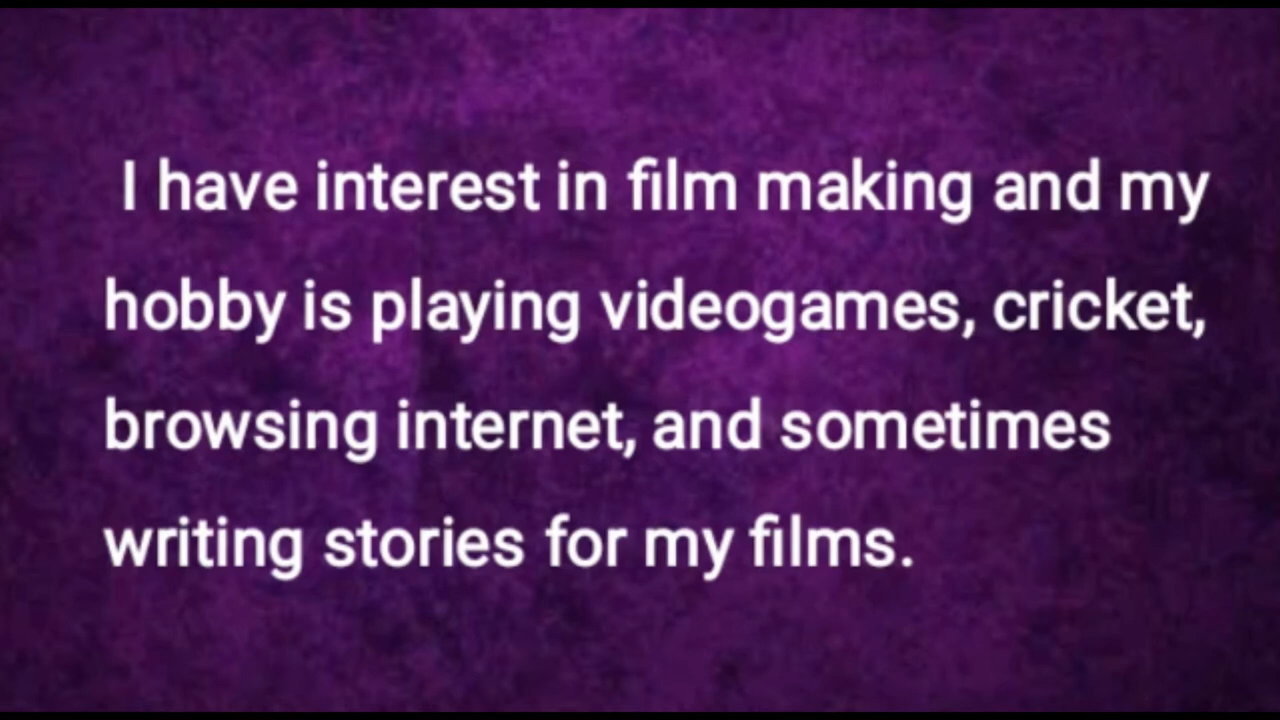 I have interest in film making and my
hobby is playing videogames, cricket,
browsing internet, and sometimes
writing stories for my films.